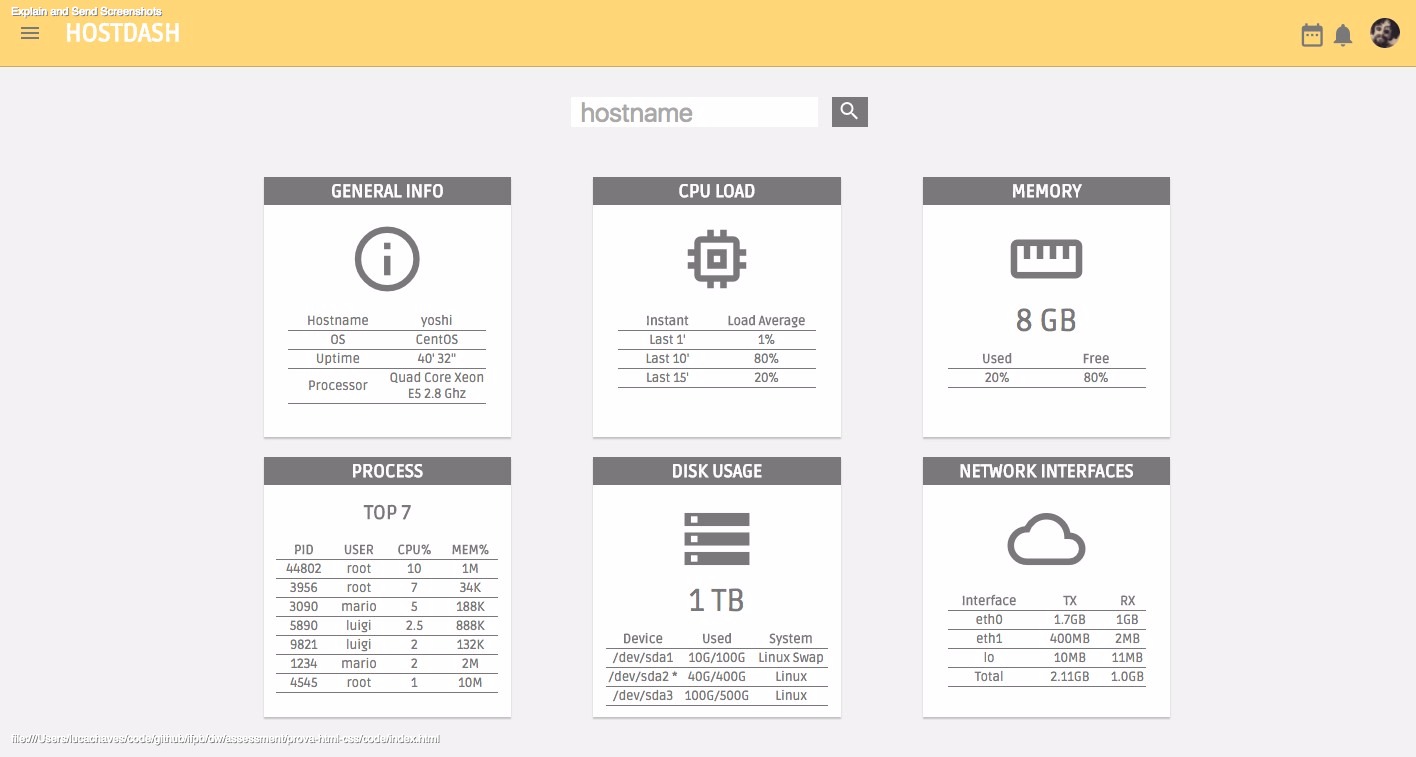 Explain and Send Screenshots
HOSTDASH
hostname
GENERAL INFO
Hostname yoshi
OS CentOS
Uptime 40' 32"
Processor Quad Core Xeon
E5 2.8 Ghz
CPU LOAD
Instant Load Average
Last 1' 1%
Last 10' 80%
Last 15' 20%
MEMORY
8 GB
Used Free
20% 80%
PROCESS
TOP 7
PID USER CPU% MEM%
44802 root 10 1M
3956 root 7 34K
3090 mario 5 188K
5890 luigi 2.5 888K
9821 luigi 2 132K
1234 mario 2 2M
4545 root 1 10M
DISK USAGE
1 TB
Device Used System
/dev/sda1 10G/100G Linux Swap
/dev/sda2 * 40G/400G Linux
/dev/sda3 100G/500G Linux
NETWORK INTERFACES
Interface TX RX
eth0 1.7GB 1GB
eth1 400MB 2MB
lo 10MB 11MB
Total 2.11GB 1.0GB
file:///Users/lucachaves/code/github/ifpb/dw/assessment/prova-html-css/code/index.html